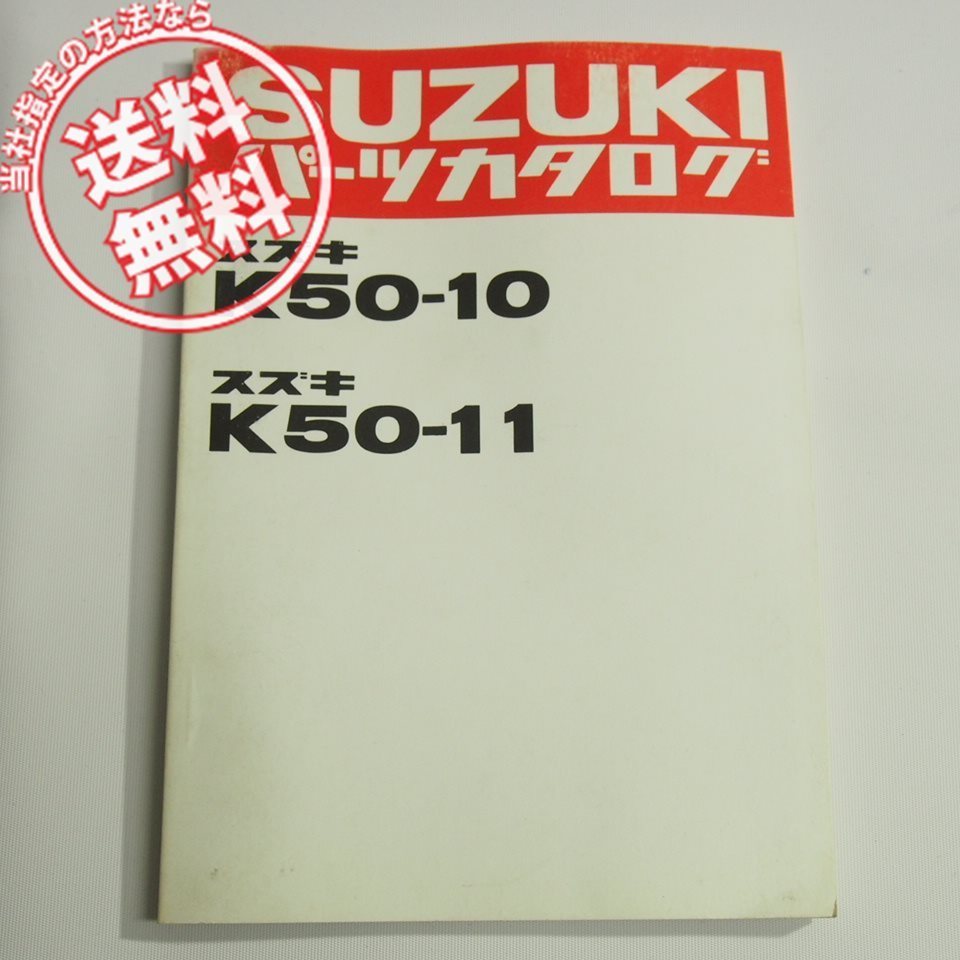 当社指定の方法なら
送料
無料
SUZUKI
パーツカタログ
スズキ
K50-10
スズキ
K50-11